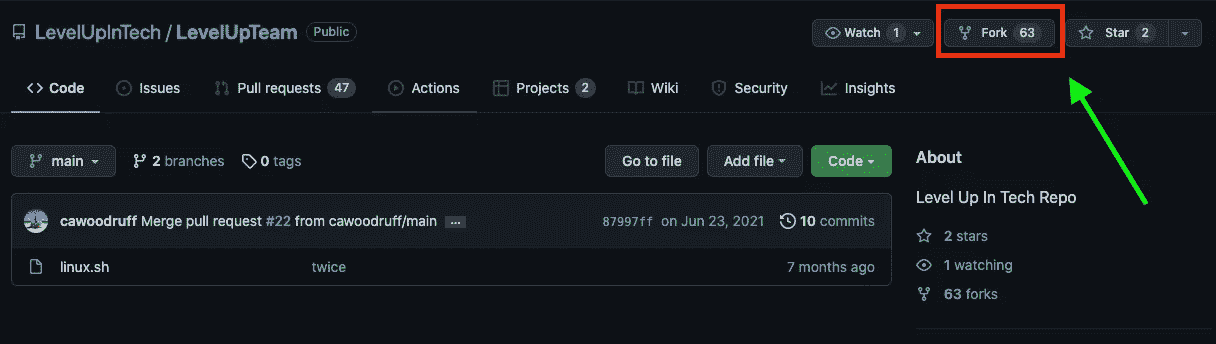 LevelUpInTech / LevelUpTeam Public Watch 1 Fork 63 Star 2
Code Issues Pull requests 47 Actions Projects 2 Wiki Security Insights
main 2 branches 0 tags Go to file Add file Code
cawoodruff Merge pull request #22 from cawoodruff/main ... 87997ff on Jun 23, 2021 10 commits
linux.sh twice 7 months ago
About
Level Up In Tech Repo
2 stars
1 watching
63 forks